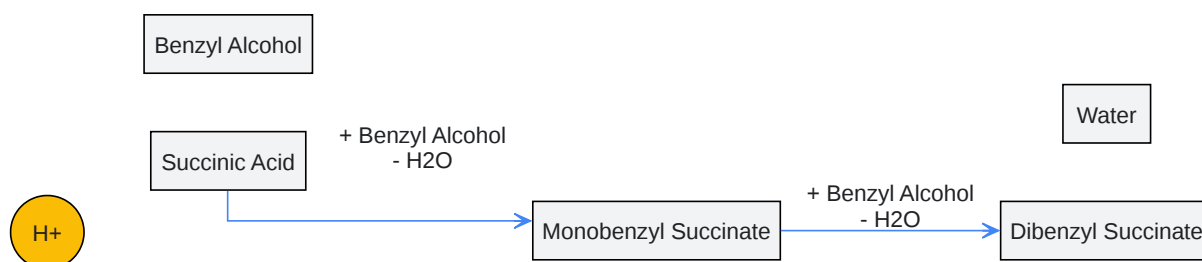 Benzyl Alcohol
Water
+ Benzyl Alcohol
- H2O
Succinic Acid
+ Benzyl Alcohol
- H2O
H+
Monobenzyl Succinate
Dibenzyl Succinate